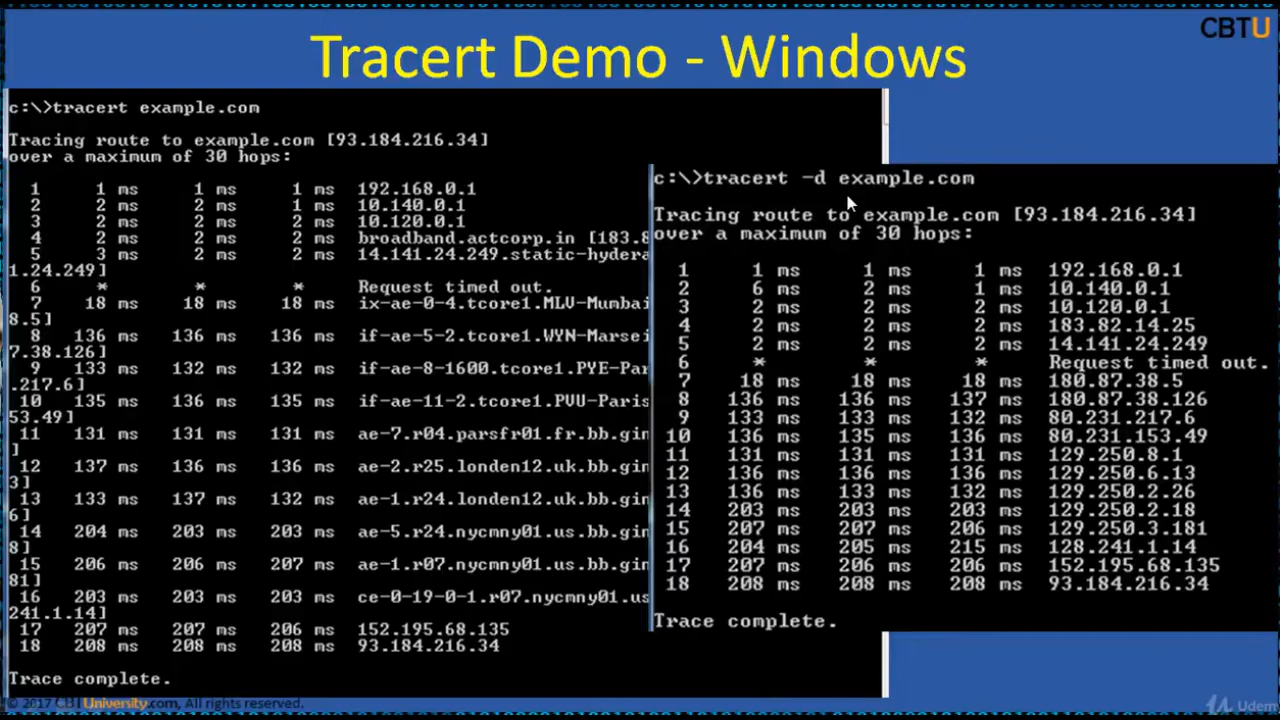 CBTU
Tracert Demo - Windows
c:\>tracert example.com
Tracing route to example.com [93.184.216.34]
over a maximum of 30 hops:
1 1 ms 1 ms 1 ms 192.168.0.1
2 2 ms 2 ms 1 ms 10.140.0.1
3 2 ms 2 ms 2 ms 10.120.0.1
4 2 ms 2 ms 2 ms broadband.actcorp.in [183.8
5 3 ms 2 ms 2 ms 14.141.24.249.static-hydera
1.24.249]
6 * * * Request timed out.
7 18 ms 18 ms 18 ms ix-ae-0-4.tcore1.MLV-Mumbai
8.5]
8 136 ms 136 ms 136 ms if-ae-5-2.tcore1.WYN-Marsei
7.38.126]
9 133 ms 132 ms 132 ms if-ae-8-1600.tcore1.PYE-Par
.217.6]
10 135 ms 136 ms 135 ms if-ae-11-2.tcore1.PVU-Paris
53.49]
11 131 ms 131 ms 131 ms ae-7.r04.parsfr01.fr.bb.gin
]
12 137 ms 136 ms 136 ms ae-2.r25.londen12.uk.bb.gin
3]
13 133 ms 137 ms 132 ms ae-1.r24.londen12.uk.bb.gin
6]
14 204 ms 203 ms 203 ms ae-5.r24.nycmny01.us.bb.gin
8]
15 206 ms 206 ms 207 ms ae-1.r07.nycmny01.us.bb.gin
81]
16 203 ms 203 ms 203 ms ce-0-19-0-1.r07.nycmny01.us
241.1.14]
17 207 ms 207 ms 206 ms 152.195.68.135
18 208 ms 208 ms 208 ms 93.184.216.34
Trace complete.
c:\>tracert -d example.com
Tracing route to example.com [93.184.216.34]
over a maximum of 30 hops:
1 1 ms 1 ms 1 ms 192.168.0.1
2 6 ms 2 ms 1 ms 10.140.0.1
3 2 ms 2 ms 2 ms 10.120.0.1
4 2 ms 2 ms 2 ms 183.82.14.25
5 2 ms 2 ms 2 ms 14.141.24.249
6 * * * Request timed out.
7 18 ms 18 ms 18 ms 180.87.38.5
8 136 ms 136 ms 137 ms 180.87.38.126
9 133 ms 133 ms 132 ms 80.231.217.6
10 136 ms 135 ms 136 ms 80.231.153.49
11 131 ms 131 ms 131 ms 129.250.8.1
12 136 ms 136 ms 136 ms 129.250.6.13
13 136 ms 133 ms 132 ms 129.250.2.26
14 203 ms 203 ms 203 ms 129.250.2.18
15 207 ms 207 ms 206 ms 129.250.3.181
16 204 ms 205 ms 215 ms 128.241.1.14
17 207 ms 206 ms 206 ms 152.195.68.135
18 208 ms 208 ms 208 ms 93.184.216.34
Trace complete.
© 2017 CBTUniversity.com, All rights reserved.
Udem